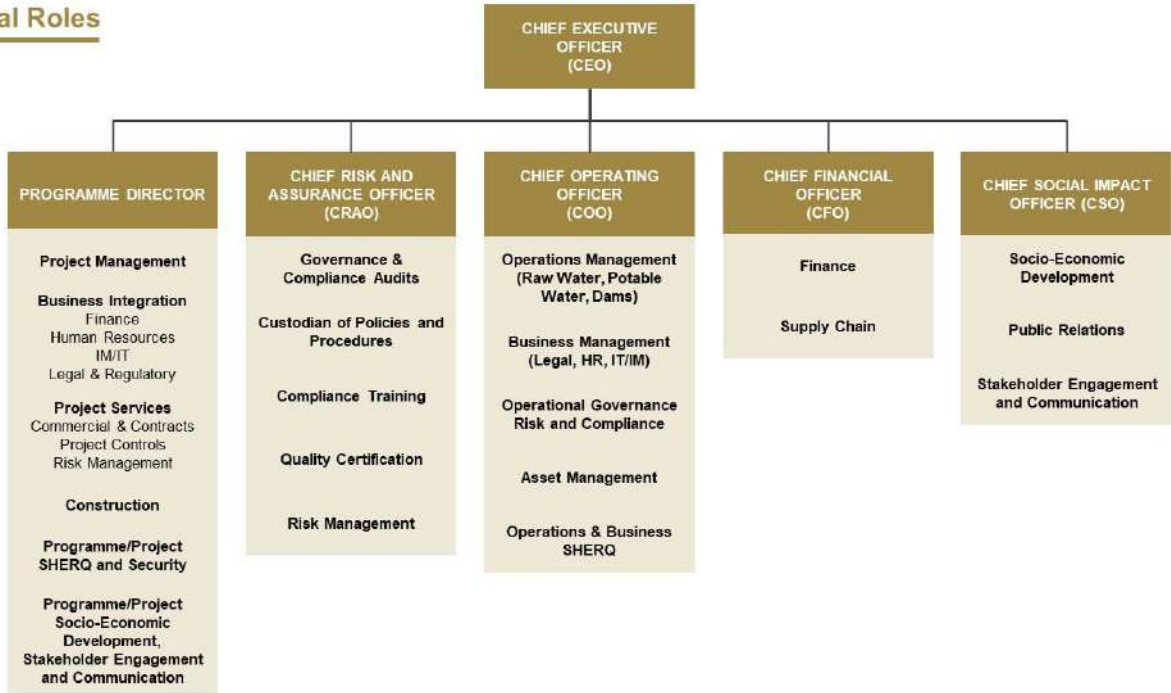 al Roles
CHIEF EXECUTIVE
OFFICER
(CEO)
PROGRAMME DIRECTOR
Project Management
Business Integration
Finance
Human Resources
IM/IT
Legal & Regulatory
Project Services
Commercial & Contracts
Project Controls
Risk Management
Construction
Programme/Project
SHERQ and Security
Programme/Project
Socio-Economic
Development,
Stakeholder Engagement
and Communication
CHIEF RISK AND
ASSURANCE OFFICER
(CRAO)
Governance &
Compliance Audits
Custodian of Policies and
Procedures
Compliance Training
Quality Certification
Risk Management
CHIEF OPERATING
OFFICER
(COO)
Operations Management
(Raw Water, Potable
Water, Dams)
Business Management
(Legal, HR, IT/IM)
Operational Governance
Risk and Compliance
Asset Management
Operations & Business
SHERQ
CHIEF FINANCIAL
OFFICER
(CFO)
Finance
Supply Chain
CHIEF SOCIAL IMPACT
OFFICER (CSO)
Socio-Economic
Development
Public Relations
Stakeholder Engagement
and Communication